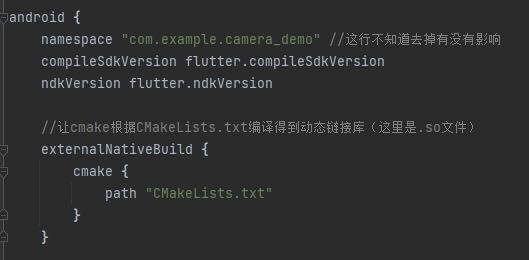 android {
namespace "com.example.camera_demo" //这行不知道去掉有没有影响
compileSdkVersion flutter.compileSdkVersion
ndkVersion flutter.ndkVersion
//让cmake根据CMakeLists.txt编译得到动态链接库（这里是.so文件）
externalNativeBuild {
cmake {
path "CMakeLists.txt"
}
}